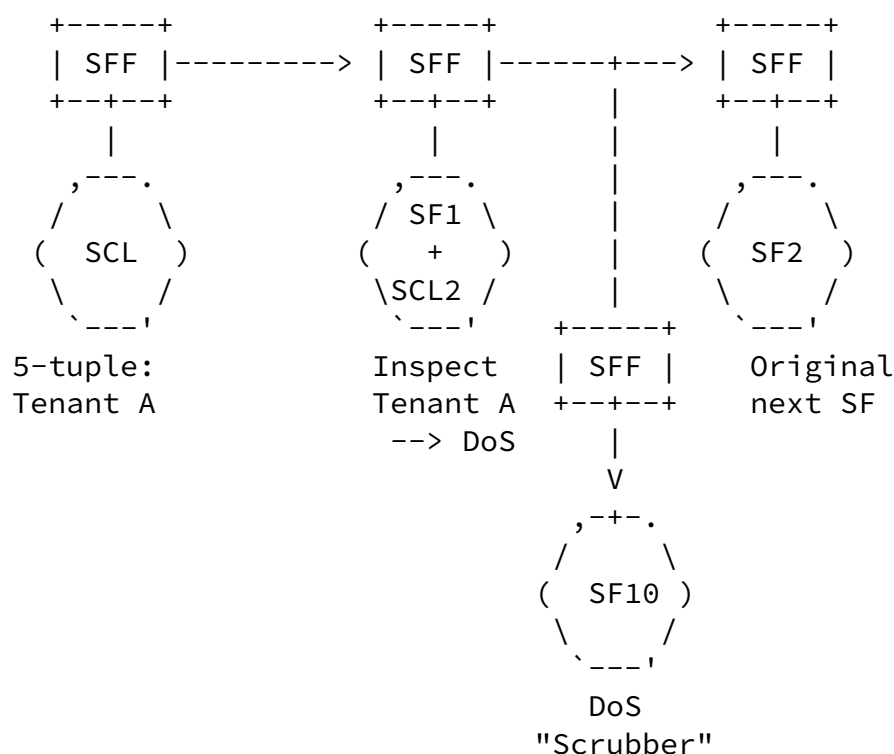 SFF SFF SFF
SCL SF1 + SCL2 SF2
5-tuple: Inspect SFF Original
Tenant A Tenant A next SF
--> DoS
SF10
DoS
"Scrubber"